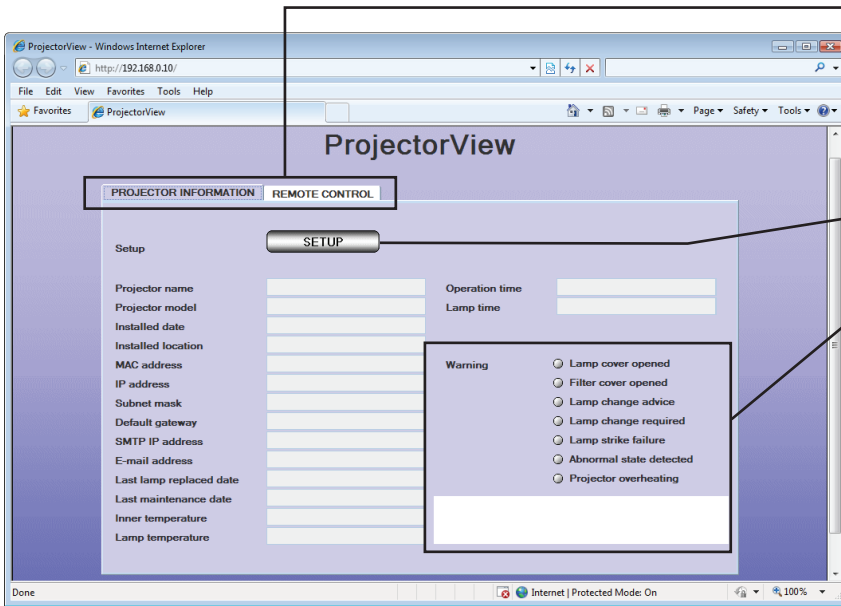 ProjectorView - Windows Internet Explorer
http://192.168.0.10/
File Edit View Favorites Tools Help
Favorites ProjectorView Page Safety Tools
ProjectorView
PROJECTOR INFORMATION REMOTE CONTROL
Setup SETUP
Projector name Operation time
Projector model Lamp time
Installed date
Installed location
MAC address Warning Lamp cover opened
IP address Filter cover opened
Subnet mask Lamp change advice
Default gateway Lamp change required
SMTP IP address Lamp strike failure
E-mail address Abnormal state detected
Last lamp replaced date Projector overheating
Last maintenance date
Inner temperature
Lamp temperature
Done Internet | Protected Mode: On 100%